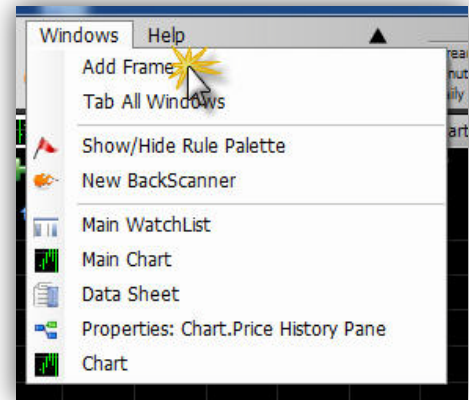 Windows Help
Add Frame
Tab All Windows
Show/Hide Rule Palette
New BackScanner
Main WatchList
Main Chart
Data Sheet
Properties: Chart.Price History Pane
Chart